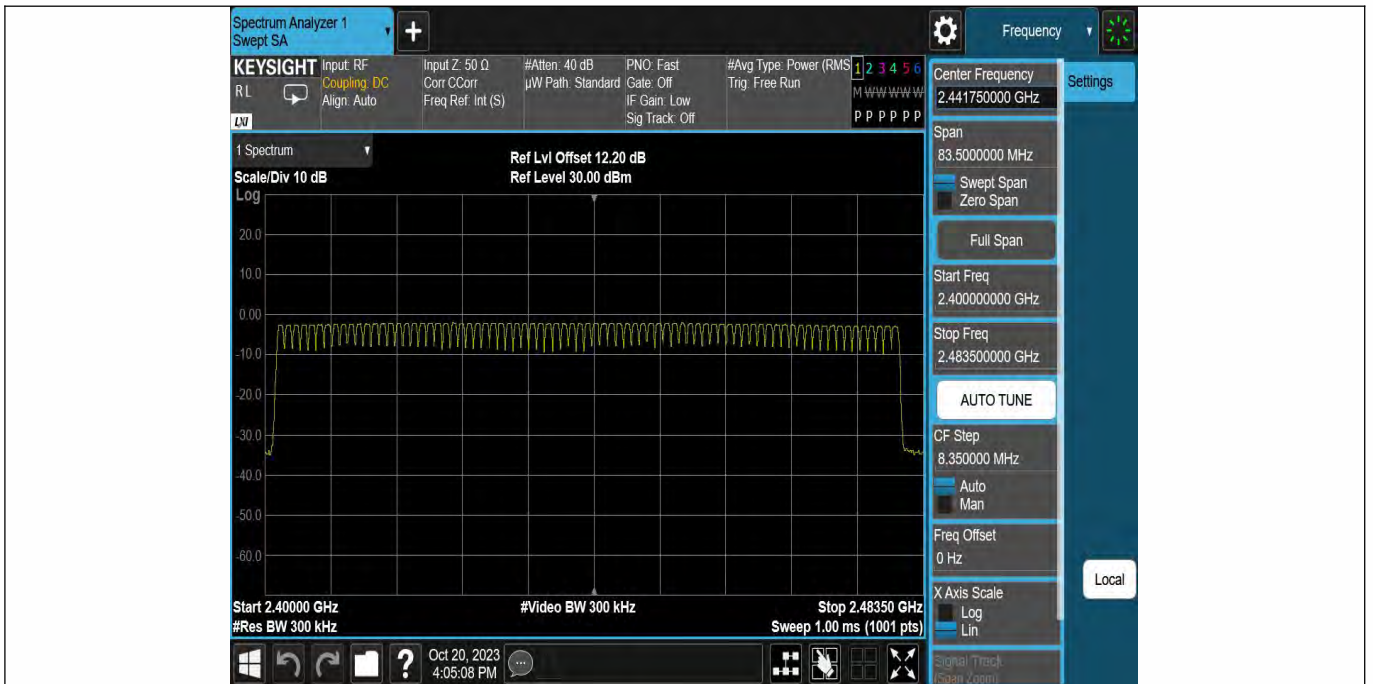 Spectrum Analyzer 1
Swept SA
+
Frequency
KEYSIGHT
RL
LXI
Input: RF
Coupling: DC
Align: Auto
Input Z: 50 Ω
Corr CCorr
Freq Ref: Int (S)
#Atten: 40 dB
µW Path: Standard
PNO: Fast
Gate: Off
IF Gain: Low
Sig Track: Off
#Avg Type: Power (RMS
Trig: Free Run
1 2 3 4 5 6
M W W W W W
P P P P P P
1 Spectrum
Scale/Div 10 dB
Ref Lvl Offset 12.20 dB
Ref Level 30.00 dBm
Log
20.0
10.0
0.00
-10.0
-20.0
-30.0
-40.0
-50.0
-60.0
Start 2.40000 GHz
#Res BW 300 kHz
#Video BW 300 kHz
Stop 2.48350 GHz
Sweep 1.00 ms (1001 pts)
Center Frequency
2.441750000 GHz
Settings
Span
83.5000000 MHz
Swept Span
Zero Span
Full Span
Start Freq
2.400000000 GHz
Stop Freq
2.483500000 GHz
AUTO TUNE
CF Step
8.350000 MHz
Auto
Man
Freq Offset
0 Hz
X Axis Scale
Log
Lin
Signal Track
(Span Zoom)
Local
?
Oct 20, 2023
4:05:08 PM